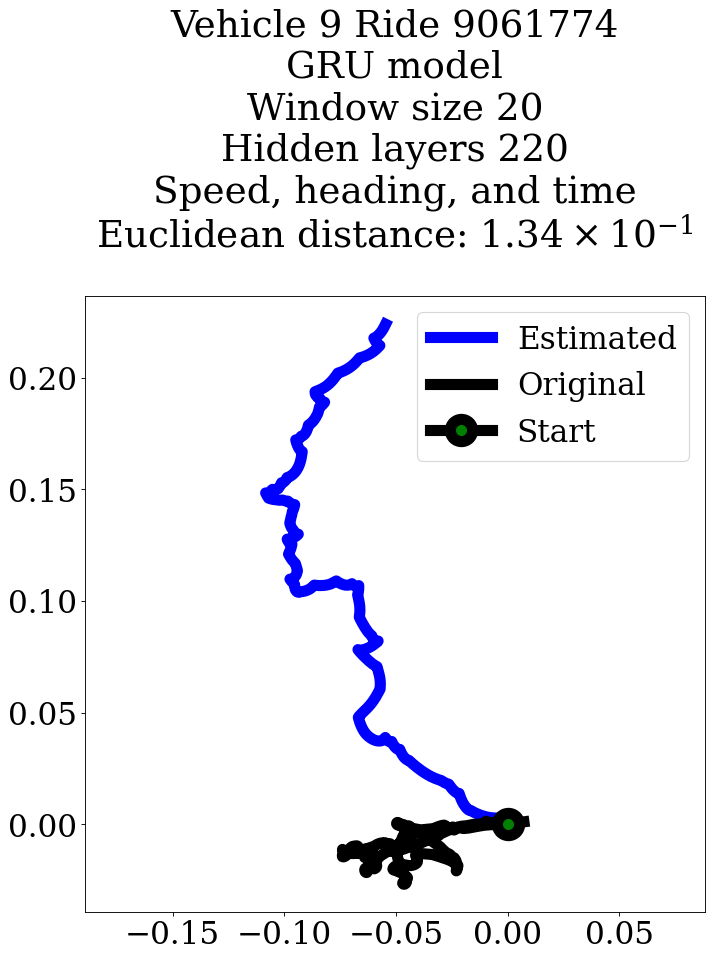 Vehicle 9 Ride 9061774
GRU model
Window size 20
Hidden layers 220
Speed, heading, and time
Euclidean distance: 1.34 × 10⁻¹
Estimated
Original
Start
0.20
0.15
0.10
0.05
0.00
−0.15 −0.10 −0.05 0.00 0.05